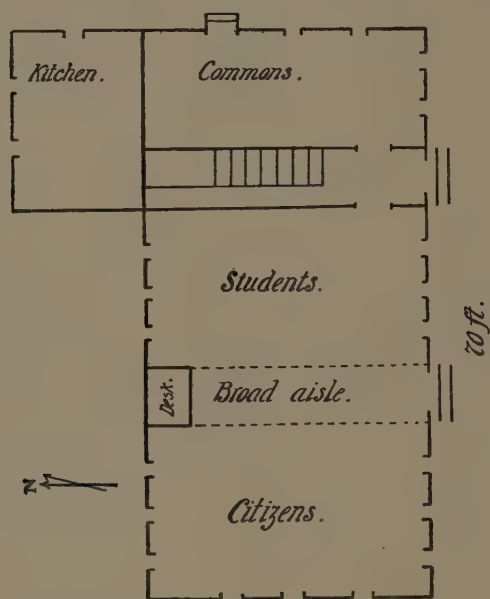 Kitchen.
Commons.
Students.
70 ft.
Desk.
Broad aisle.
N
Citizens.